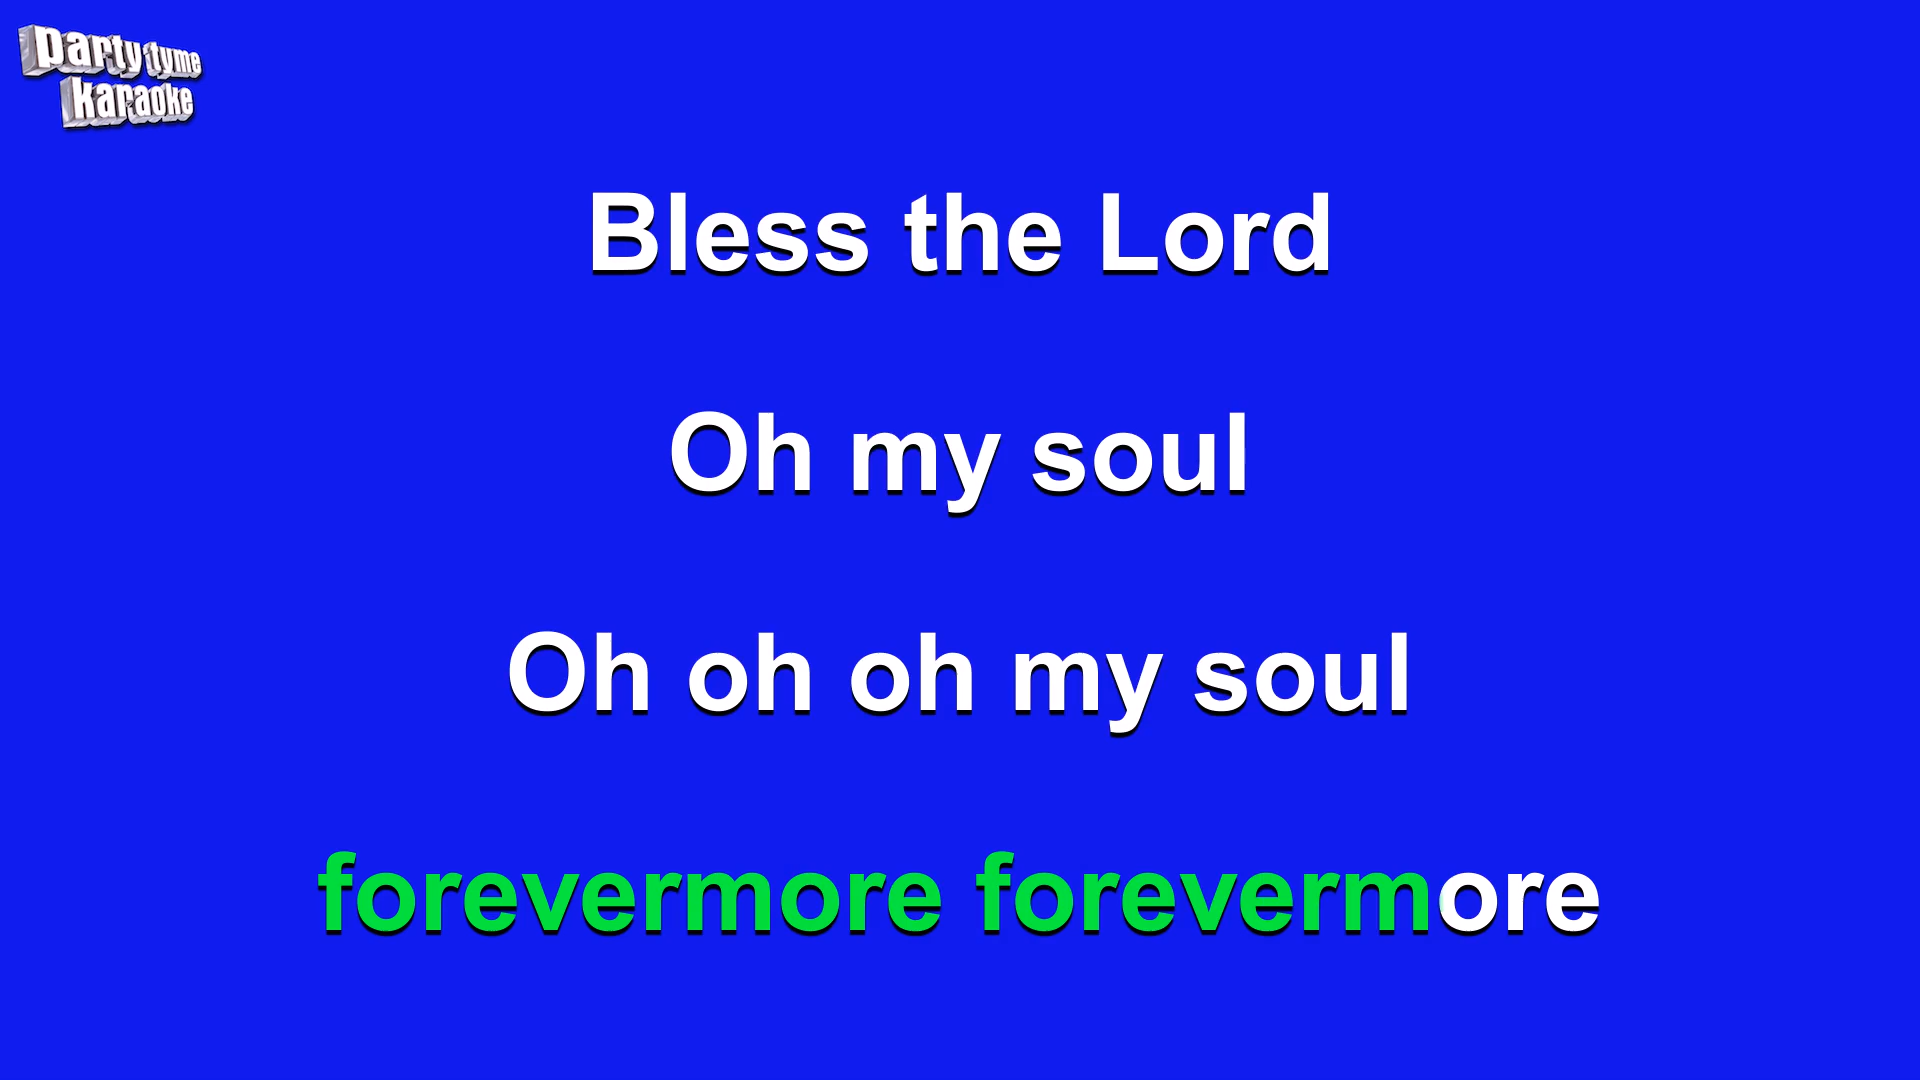 party tyme
karaoke
Bless the Lord
Oh my soul
Oh oh oh my soul
forevermore forevermore